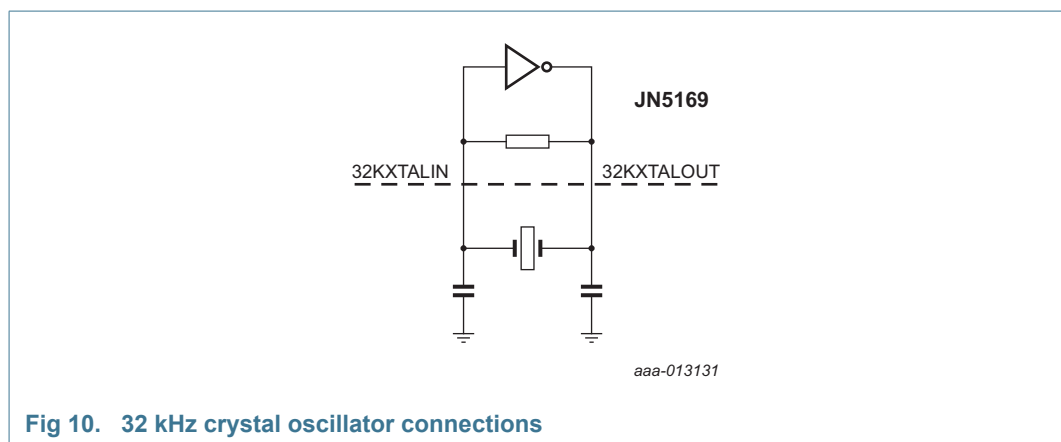 JN5169
32KXTALIN 32KXTALOUT
aaa-013131
Fig 10. 32 kHz crystal oscillator connections